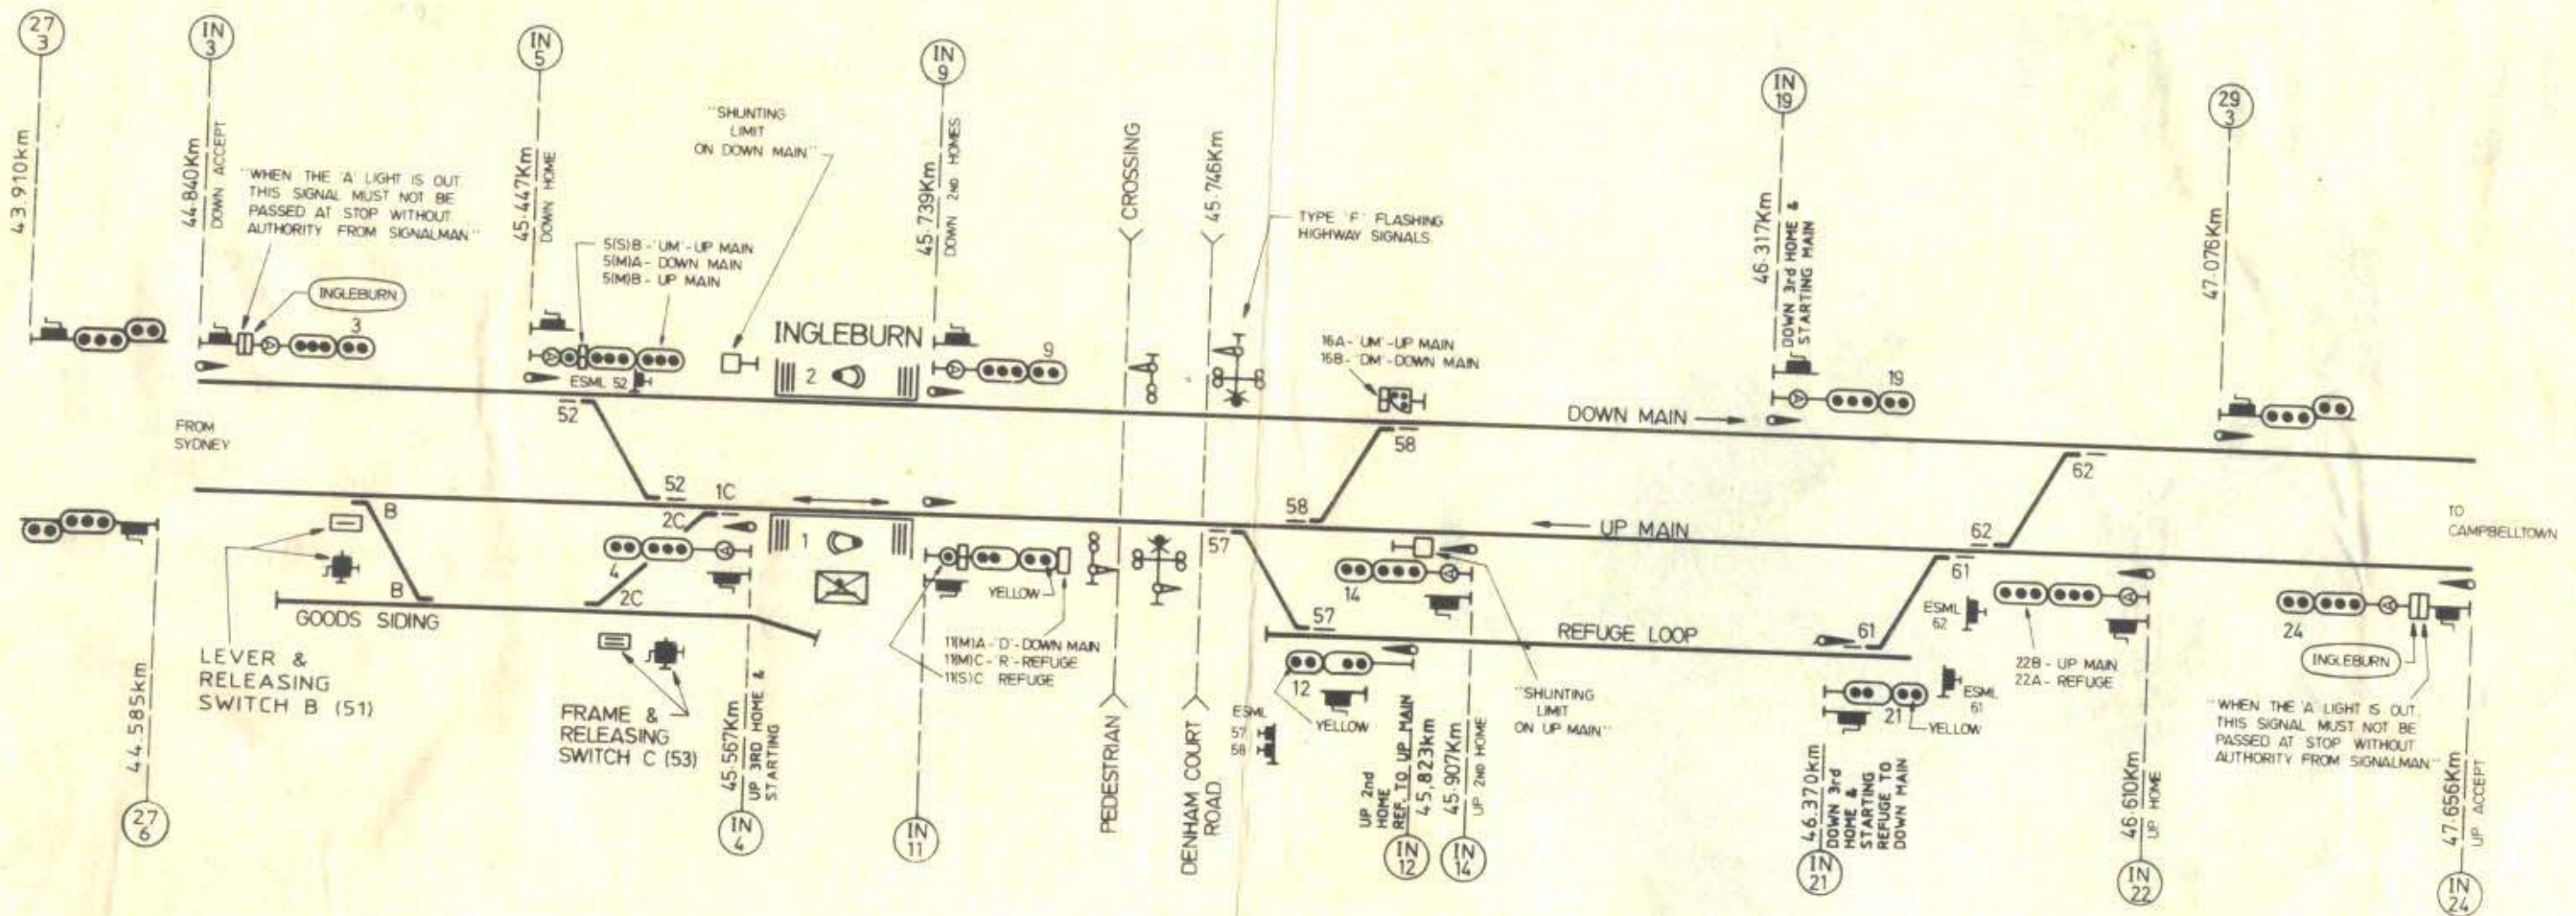 27
3
IN
3
IN
5
IN
9
IN
19
29
3
43.910km
44.840Km
DOWN ACCEPT
"WHEN THE 'A' LIGHT IS OUT
THIS SIGNAL MUST NOT BE
PASSED AT STOP WITHOUT
AUTHORITY FROM SIGNALMAN"
INGLEBURN
3
A
45.447Km
DOWN HOME
5(S)B-'UM'-UP MAIN
5(M)A- DOWN MAIN
5(M)B - UP MAIN
"SHUNTING
LIMIT
ON DOWN MAIN"
A
ESML 52
INGLEBURN
2
45.739Km
DOWN 2ND HOMES
A
9
CROSSING
45.746Km
TYPE 'F' FLASHING
HIGHWAY SIGNALS.
16A-'UM'-UP MAIN
16B-'DM'-DOWN MAIN
46.317Km
DOWN 3rd HOME &
STARTING MAIN
A
19
47.076Km
FROM
SYDNEY
52
52
58
58
DOWN MAIN
62
62
1C
2C
2C
B
B
4
A
1
57
57
UP MAIN
61
61
TO
CAMPBELLTOWN
GOODS SIDING
LEVER &
RELEASING
SWITCH B (51)
FRAME &
RELEASING
SWITCH C (53)
YELLOW
11(M)A-'D'-DOWN MAIN
11(M)C-'R'-REFUGE
11(S)C REFUGE
14
A
REFUGE LOOP
12
YELLOW
"SHUNTING
LIMIT
ON UP MAIN"
ESML
57
58
ESML
62
ESML
61
21
YELLOW
A
22B - UP MAIN
22A - REFUGE
24
A
INGLEBURN
"WHEN THE 'A' LIGHT IS OUT
THIS SIGNAL MUST NOT BE
PASSED AT STOP WITHOUT
AUTHORITY FROM SIGNALMAN"
44.585km
45.567Km
UP 3RD HOME &
STARTING
PEDESTRIAN
DENHAM COURT
ROAD
UP 2nd
HOME
REF. TO UP MAIN
45,823km
45.907Km
UP 2ND HOME
46.370km
DOWN 3rd
HOME &
STARTING
REFUGE TO
DOWN MAIN
46.610Km
UP HOME
47.656Km
UP ACCEPT
27
6
IN
4
IN
11
IN
12
IN
14
IN
21
IN
22
IN
24